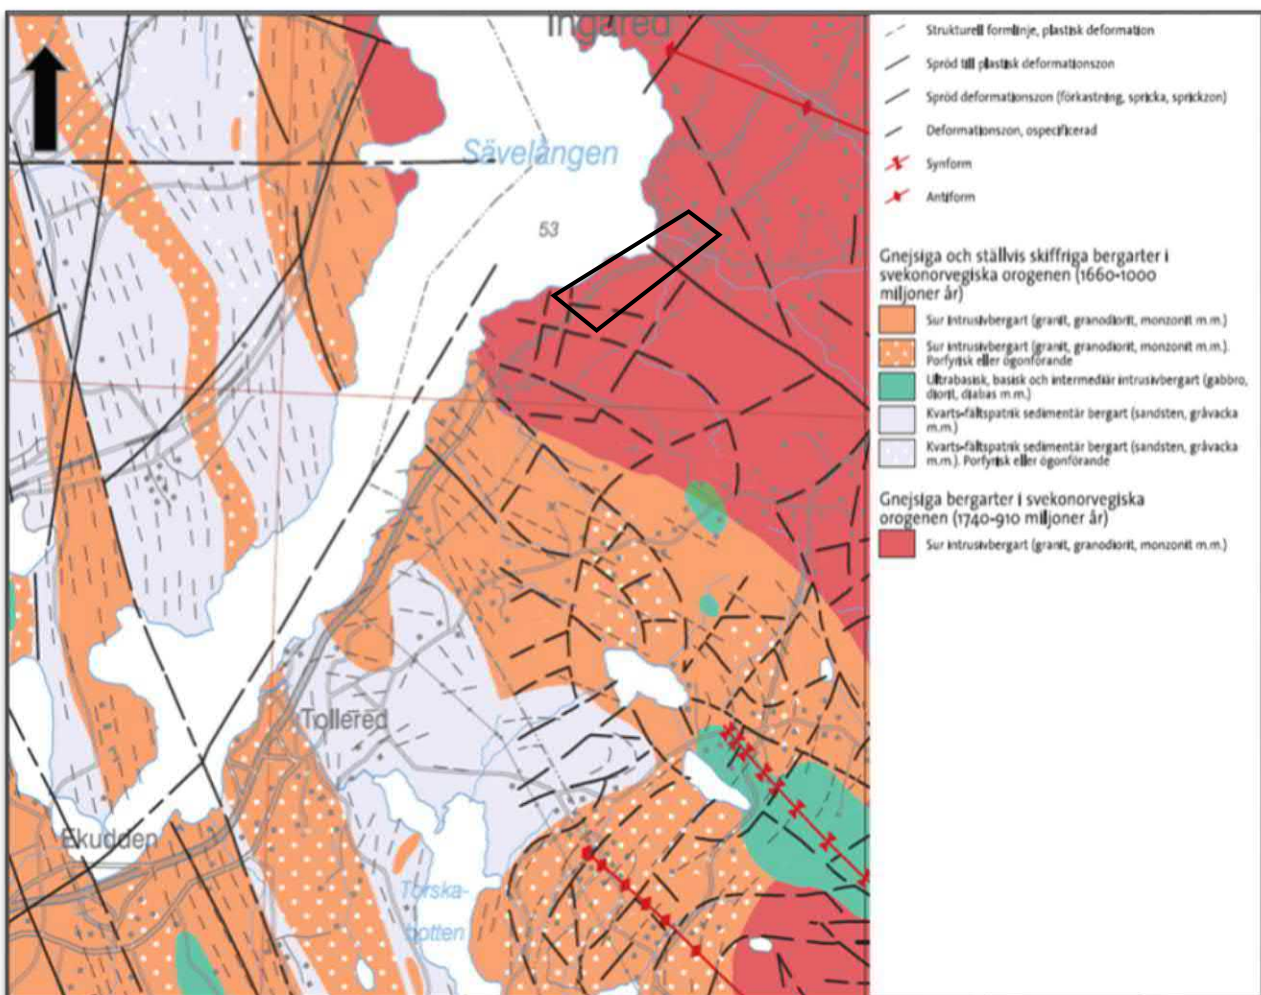 Ingared
Sävelången
53
Tollered
Ekudden
Torska-
botten
Strukturell formlinje, plastisk deformation
Spröd till plastisk deformationszon
Spröd deformationszon (förkastning, spricka, sprickzon)
Deformationszon, ospecificerad
Synform
Antiform
Gnejsiga och ställvis skiffriga bergarter i
svekonorvegiska orogenen (1660-1000
miljoner år)
Sur intrusivbergart (granit, granodiorit, monzonit m.m.)
Sur intrusivbergart (granit, granodiorit, monzonit m.m.).
Porfyrisk eller ögonförande
Ultrabasisk, basisk och intermediär intrusivbergart (gabbro,
diorit, diabas m.m.)
Kvarts-fältspatrik sedimentär bergart (sandsten, gråvacka
m.m.)
Kvarts-fältspatrik sedimentär bergart (sandsten, gråvacka
m.m.). Porfyrisk eller ögonförande
Gnejsiga bergarter i svekonorvegiska
orogenen (1740-910 miljoner år)
Sur intrusivbergart (granit, granodiorit, monzonit m.m.)